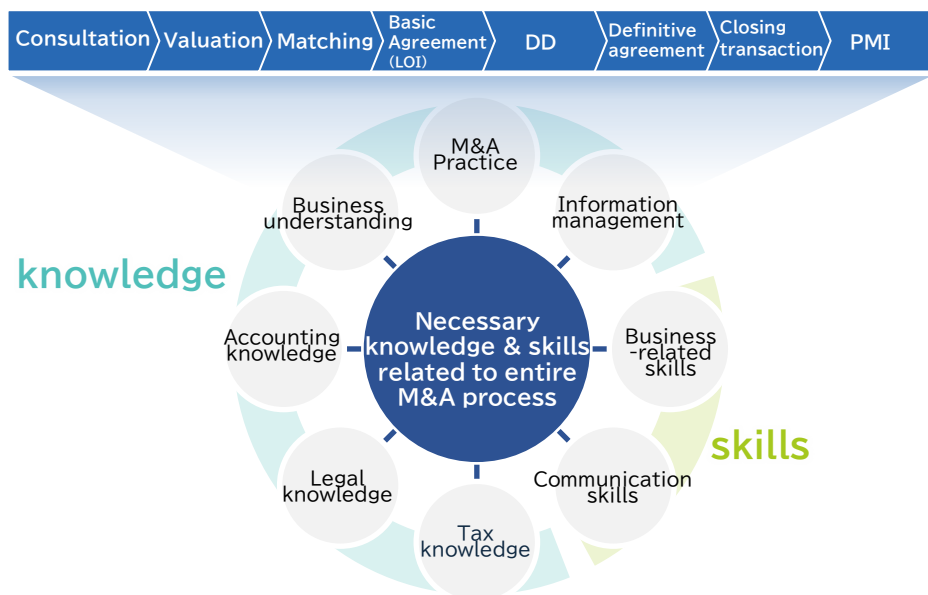 Consultation
Valuation
Matching
Basic
Agreement
(LOI)
DD
Definitive
agreement
Closing
transaction
PMI
M&A
Practice
Business
understanding
Information
management
knowledge
Accounting
knowledge
Necessary
knowledge & skills
related to entire
M&A process
Business
-related
skills
skills
Legal
knowledge
Communication
skills
Tax
knowledge